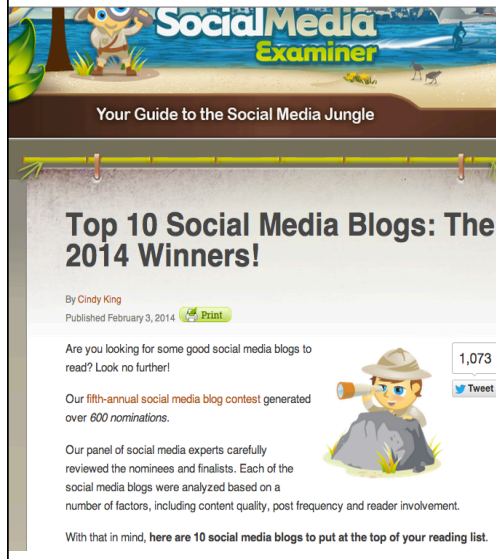 SocialMedia
Examiner
Your Guide to the Social Media Jungle
Top 10 Social Media Blogs: The
2014 Winners!
By Cindy King
Published February 3, 2014 Print
Are you looking for some good social media blogs to
read? Look no further!
1,073
Tweet
Our fifth-annual social media blog contest generated
over 600 nominations.
Our panel of social media experts carefully
reviewed the nominees and finalists. Each of the
social media blogs were analyzed based on a
number of factors, including content quality, post frequency and reader involvement.
With that in mind, here are 10 social media blogs to put at the top of your reading list.